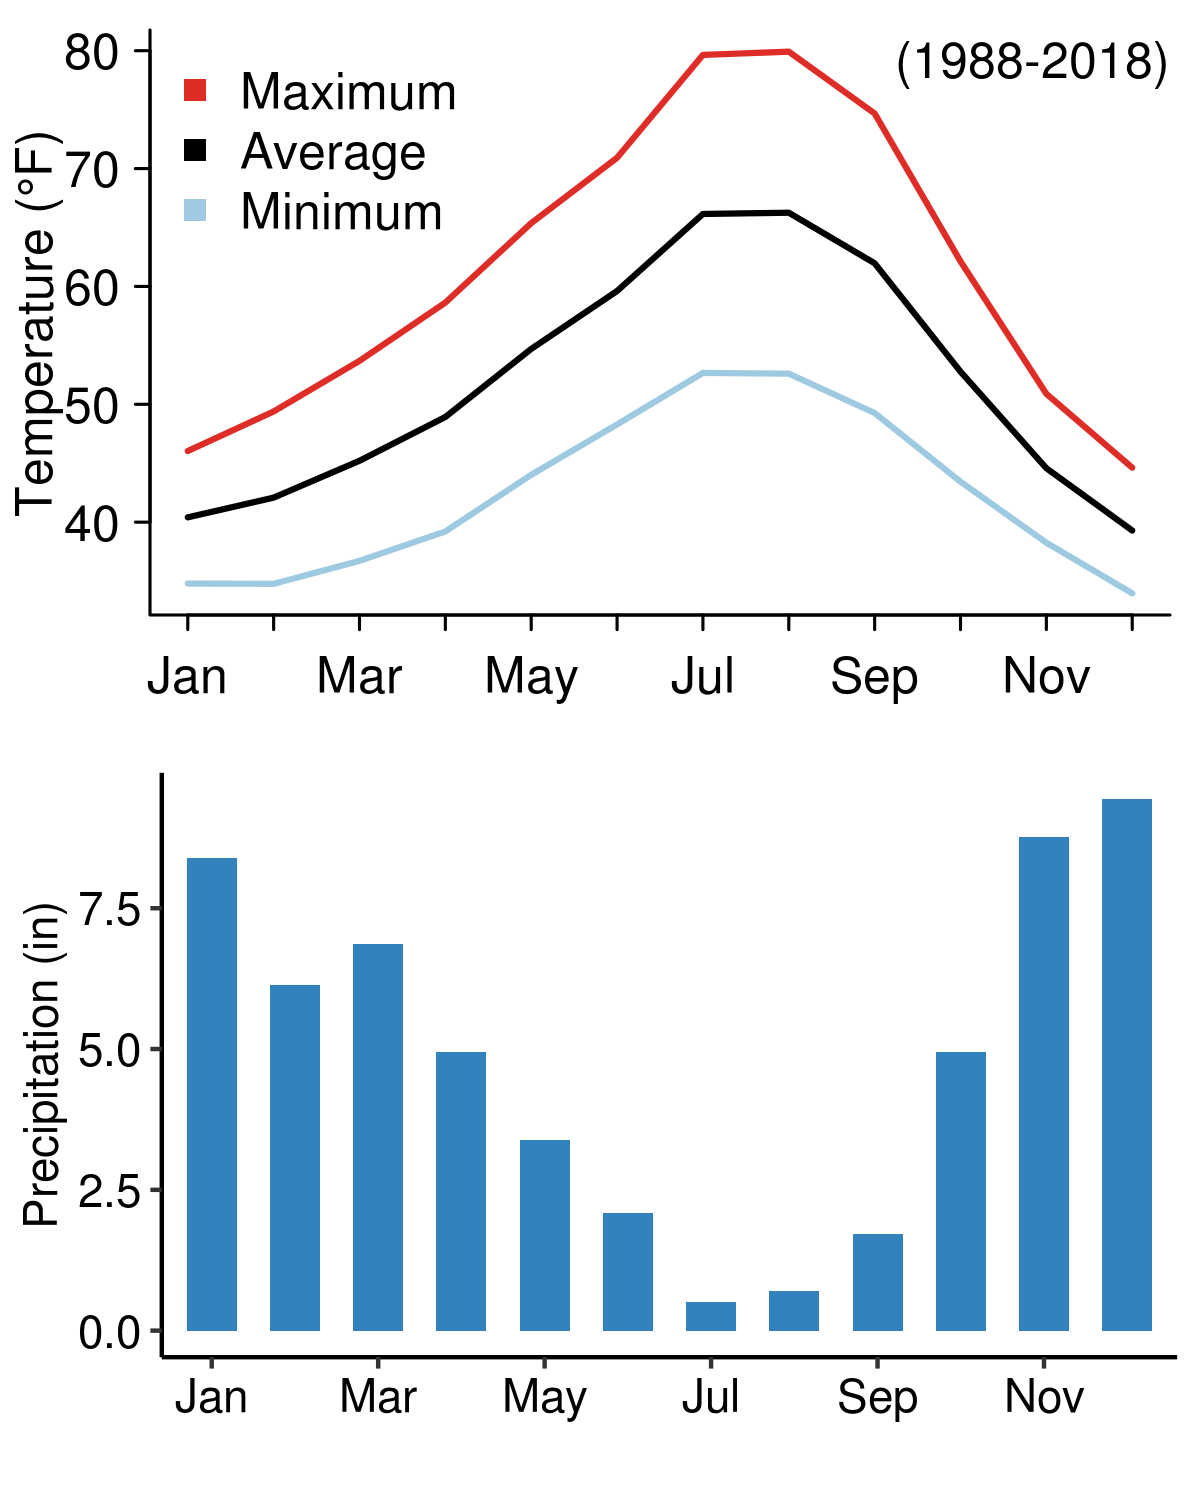 (1988-2018)
Maximum
Average
Minimum
Temperature (°F)
80
70
60
50
40
Jan Mar May Jul Sep Nov
Precipitation (in)
7.5
5.0
2.5
0.0
Jan Mar May Jul Sep Nov